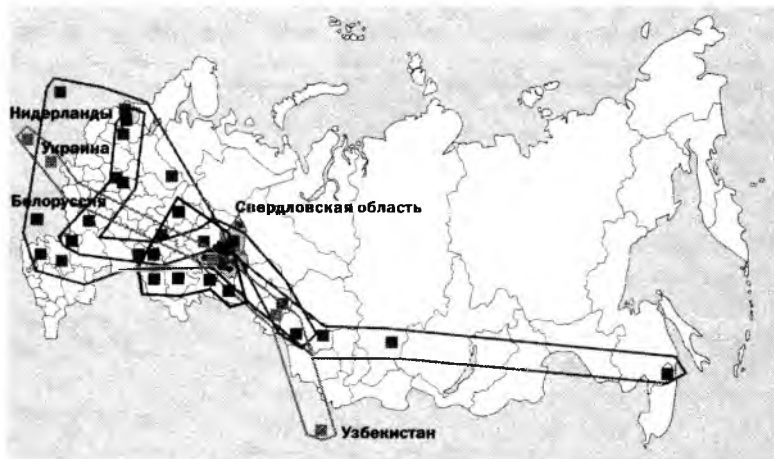 Нидерланды
Украина
Белоруссия
Свердловская область
Узбекистан